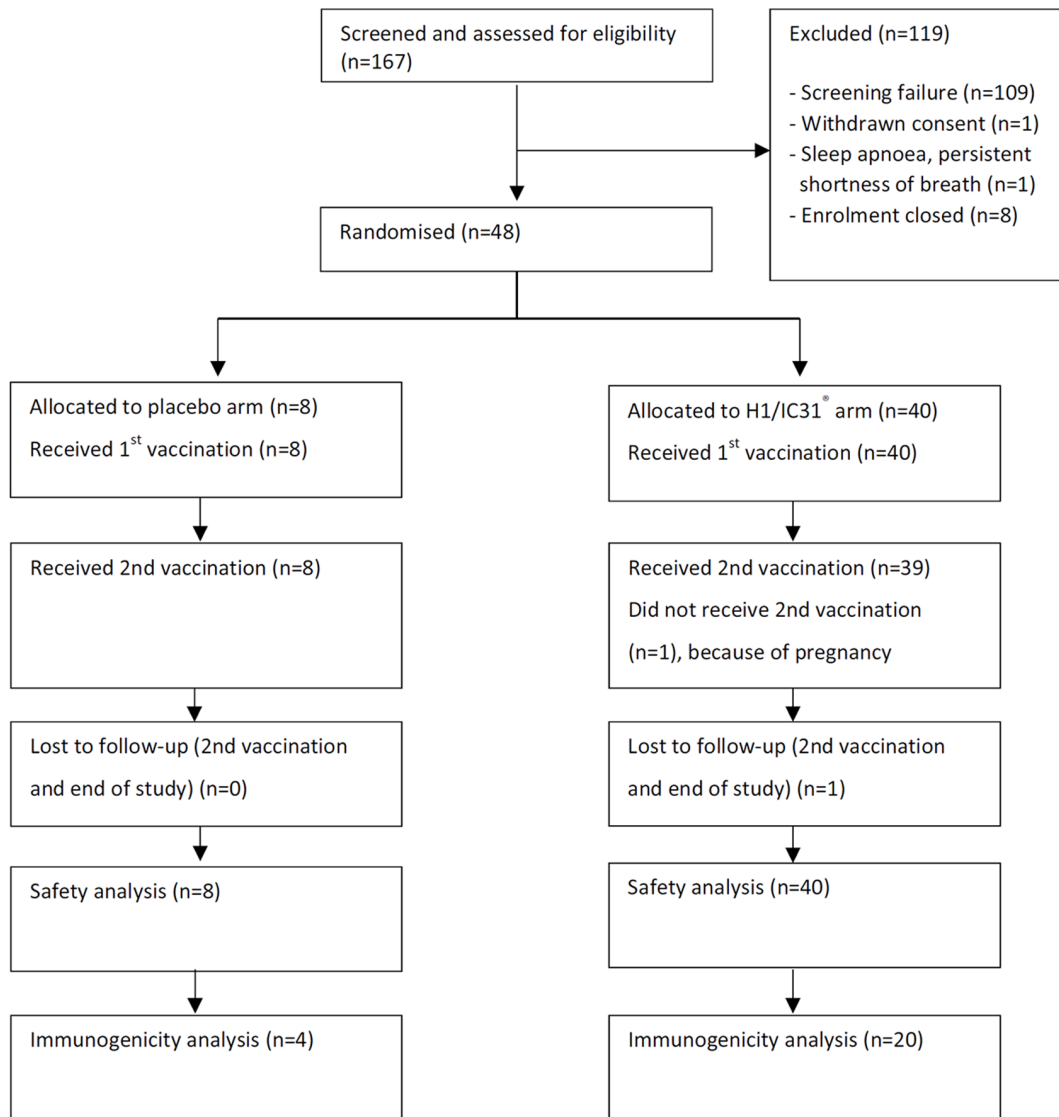 Screened and assessed for eligibility
(n=167)
Excluded (n=119)
- Screening failure (n=109)
- Withdrawn consent (n=1)
- Sleep apnoea, persistent
shortness of breath (n=1)
- Enrolment closed (n=8)
Randomised (n=48)
Allocated to placebo arm (n=8)
Received 1st vaccination (n=8)
Allocated to H1/IC31® arm (n=40)
Received 1st vaccination (n=40)
Received 2nd vaccination (n=8)
Received 2nd vaccination (n=39)
Did not receive 2nd vaccination
(n=1), because of pregnancy
Lost to follow-up (2nd vaccination
and end of study) (n=0)
Lost to follow-up (2nd vaccination
and end of study) (n=1)
Safety analysis (n=8)
Safety analysis (n=40)
Immunogenicity analysis (n=4)
Immunogenicity analysis (n=20)